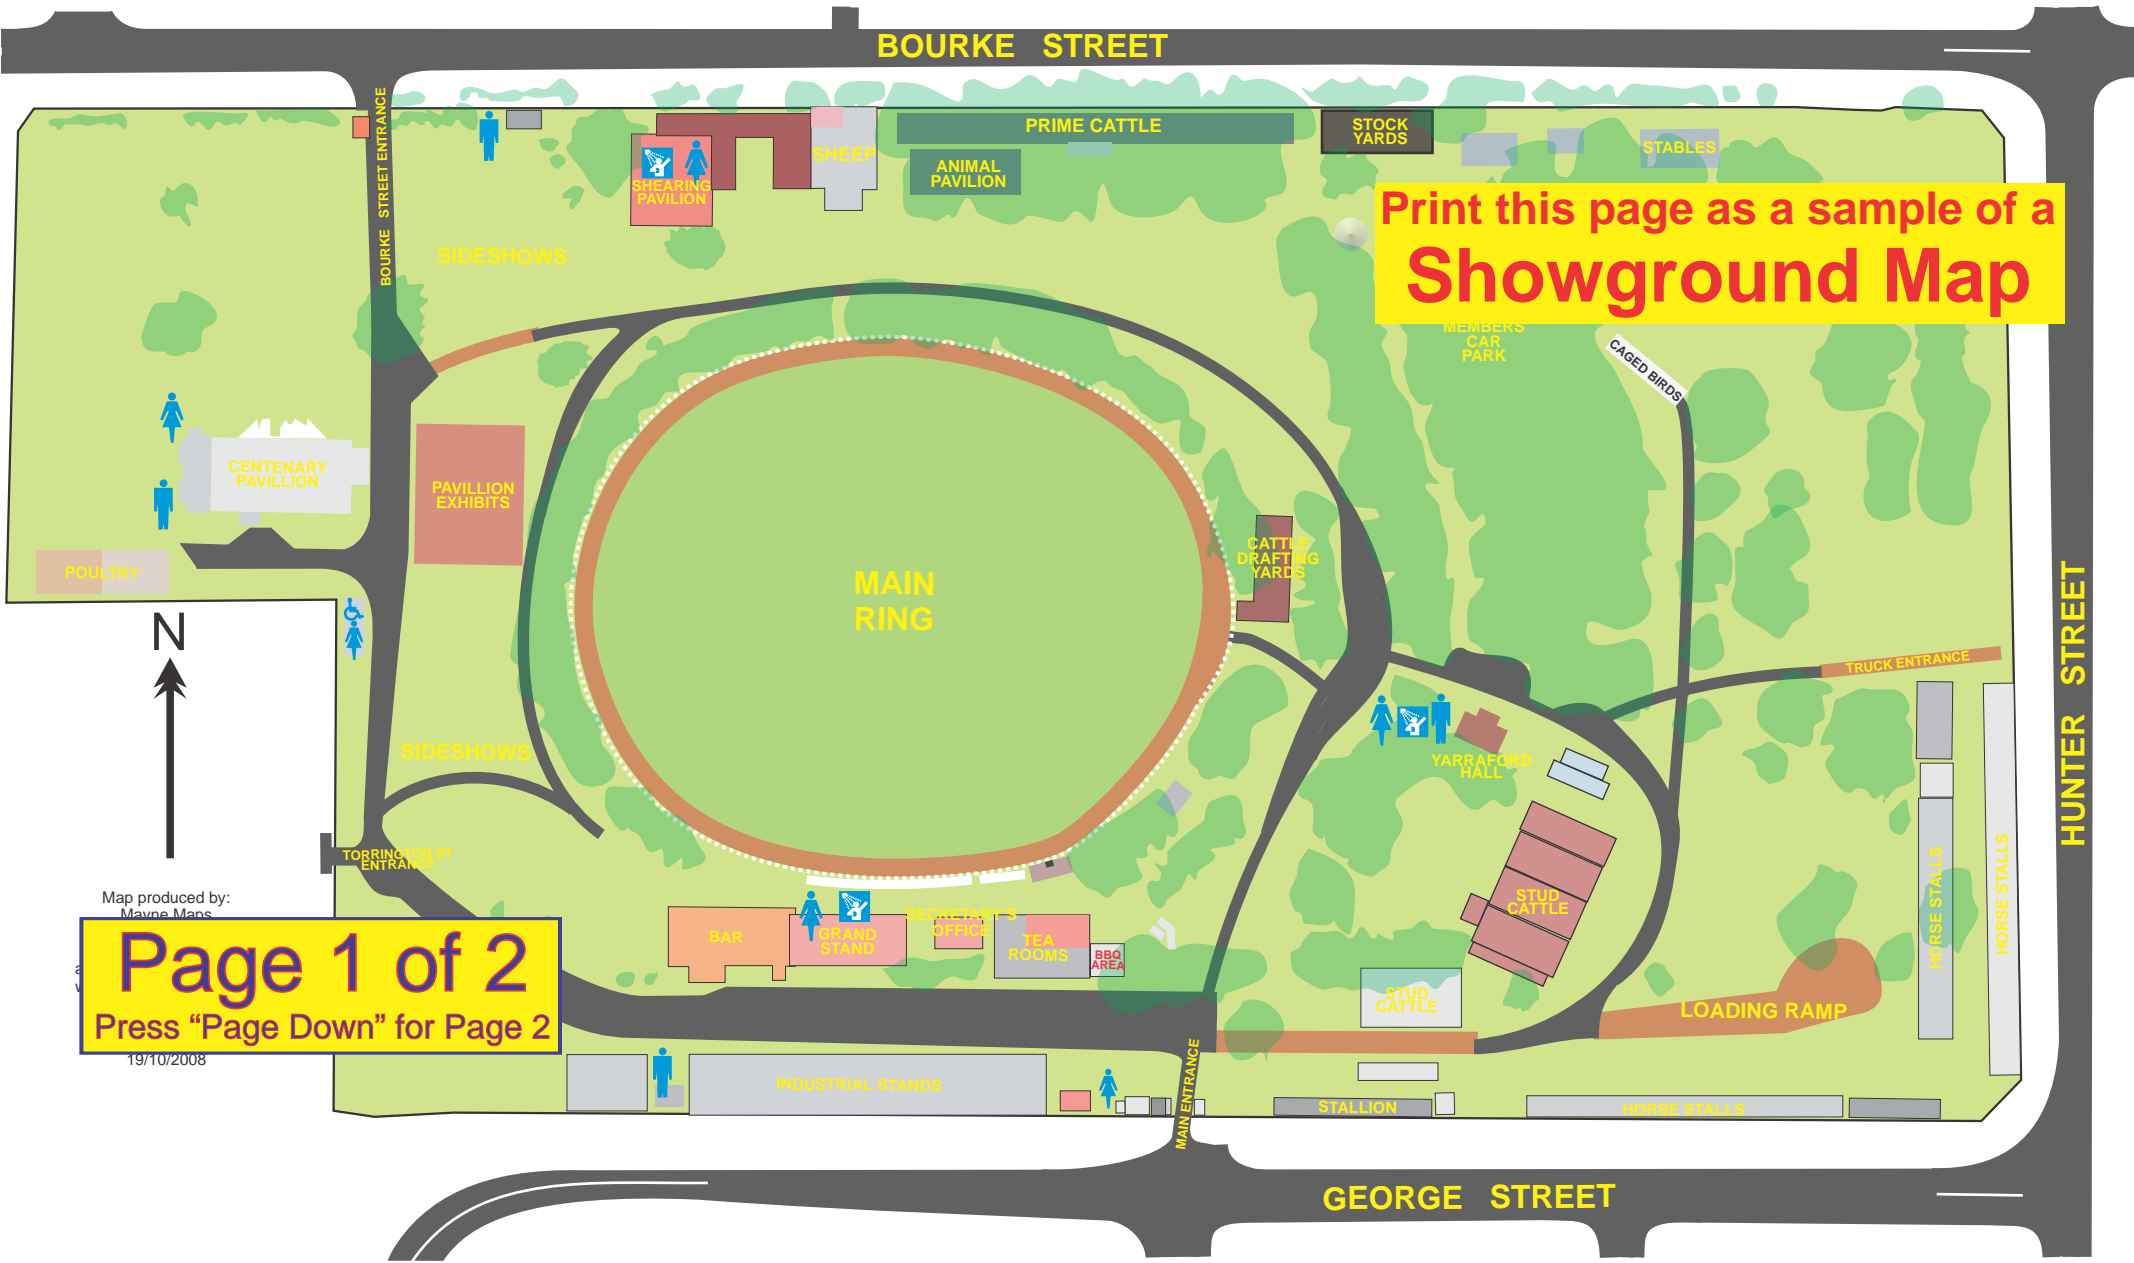 BOURKE STREET
BOURKE STREET ENTRANCE
PRIME CATTLE
STOCK
YARDS
SHEEP
STABLES
ANIMAL
PAVILION
SHEARING
PAVILION
Print this page as a sample of a
Showground Map
SIDESHOWS
MEMBERS
CAR
PARK
CAGED BIRDS
CENTENARY
PAVILLION
PAVILLION
EXHIBITS
POULTRY
CATTLE
DRAFTING
YARDS
MAIN
RING
N
HUNTER STREET
TRUCK ENTRANCE
SIDESHOWS
YARRAFORD
HALL
TORRINGTON ST
ENTRANCE
Map produced by:
Mayne Maps
Page 1 of 2
Press “Page Down” for Page 2
19/10/2008
BAR
GRAND
STAND
SECRETARY'S
OFFICE
TEA
ROOMS
BBQ
AREA
STUD
CATTLE
STUD
CATTLE
HORSE STALLS
HORSE STALLS
LOADING RAMP
INDUSTRIAL STANDS
MAIN ENTRANCE
STALLION
HORSE STALLS
GEORGE STREET